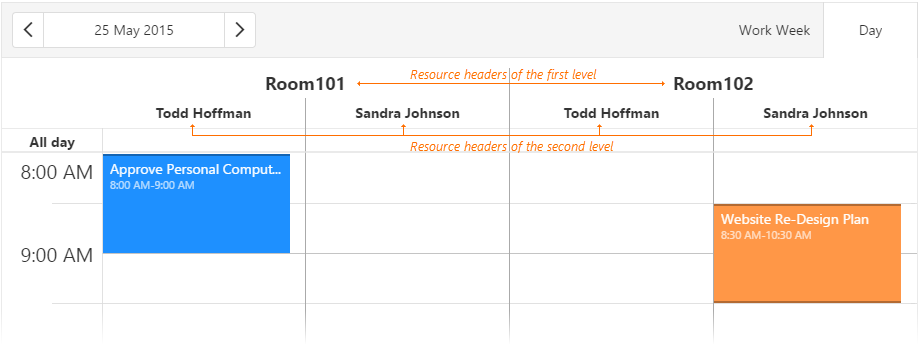 25 May 2015
Work Week
Day
Resource headers of the first level
Room101
Room102
Todd Hoffman
Sandra Johnson
Todd Hoffman
Sandra Johnson
All day
Resource headers of the second level
8:00 AM
Approve Personal Comput...
8:00 AM-9:00 AM
Website Re-Design Plan
8:30 AM-10:30 AM
9:00 AM